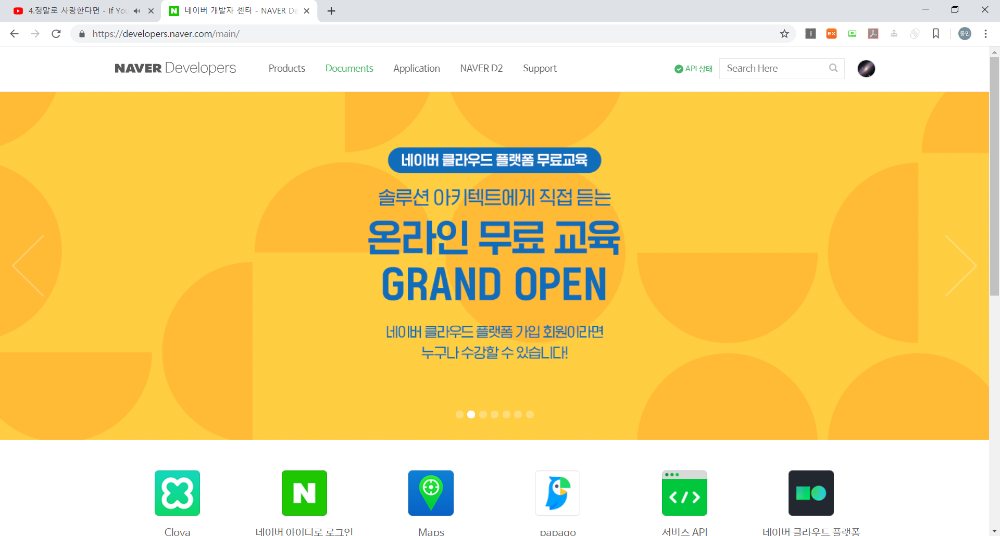 4.정말로 사랑한다면 - If You
네이버 개발자 센터 - NAVER De
https://developers.naver.com/main/
EX
동민
NAVER Developers
Products
Documents
Application
NAVER D2
Support
API 상태
Search Here
네이버 클라우드 플랫폼 무료교육
솔루션 아키텍트에게 직접 듣는
온라인 무료 교육
GRAND OPEN
네이버 클라우드 플랫폼 가입 회원이라면
누구나 수강할 수 있습니다!
N
</>
Clova
네이버 아이디로 로그인
Maps
papago
서비스 API
네이버 클라우드 플랫폼